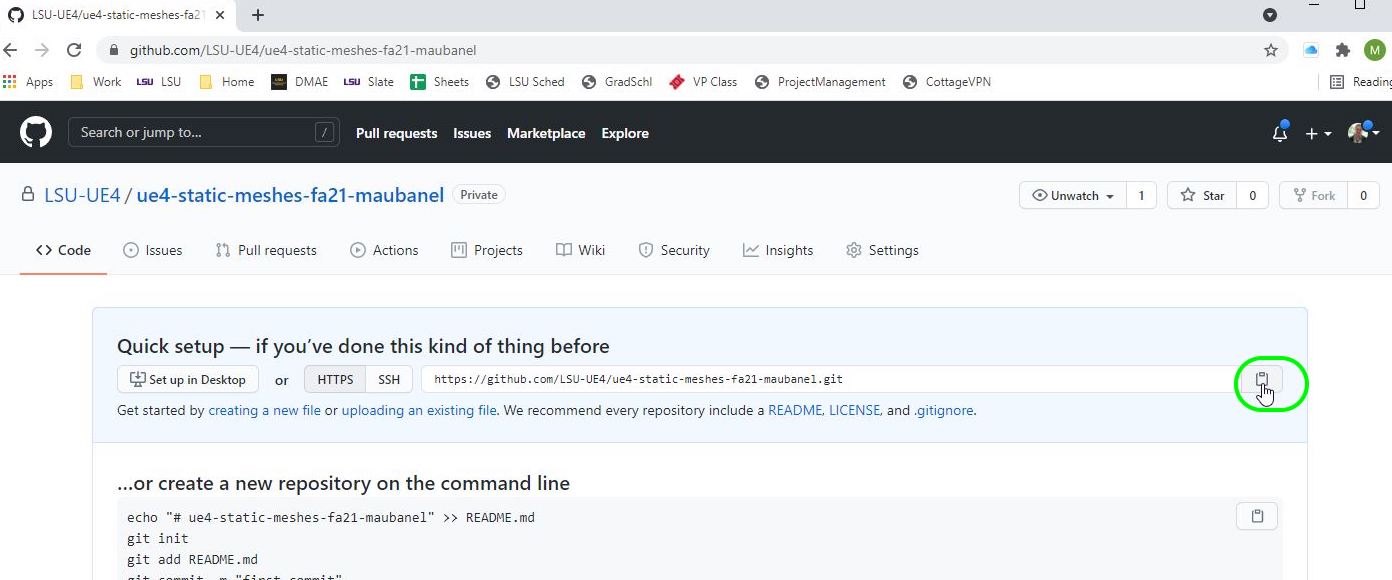 LSU-UE4/ue4-static-meshes-fa21
github.com/LSU-UE4/ue4-static-meshes-fa21-maubanel
M
Apps Work LSU LSU Home DMAE LSU Slate Sheets LSU Sched GradSchl VP Class ProjectManagement CottageVPN Reading
Search or jump to... / Pull requests Issues Marketplace Explore
LSU-UE4 / ue4-static-meshes-fa21-maubanel Private Unwatch 1 Star 0 Fork 0
<> Code Issues Pull requests Actions Projects Wiki Security Insights Settings
Quick setup — if you’ve done this kind of thing before
Set up in Desktop or HTTPS SSH https://github.com/LSU-UE4/ue4-static-meshes-fa21-maubanel.git
Get started by creating a new file or uploading an existing file. We recommend every repository include a README, LICENSE, and .gitignore.
…or create a new repository on the command line
echo "# ue4-static-meshes-fa21-maubanel" >> README.md
git init
git add README.md
git commit -m "first commit"